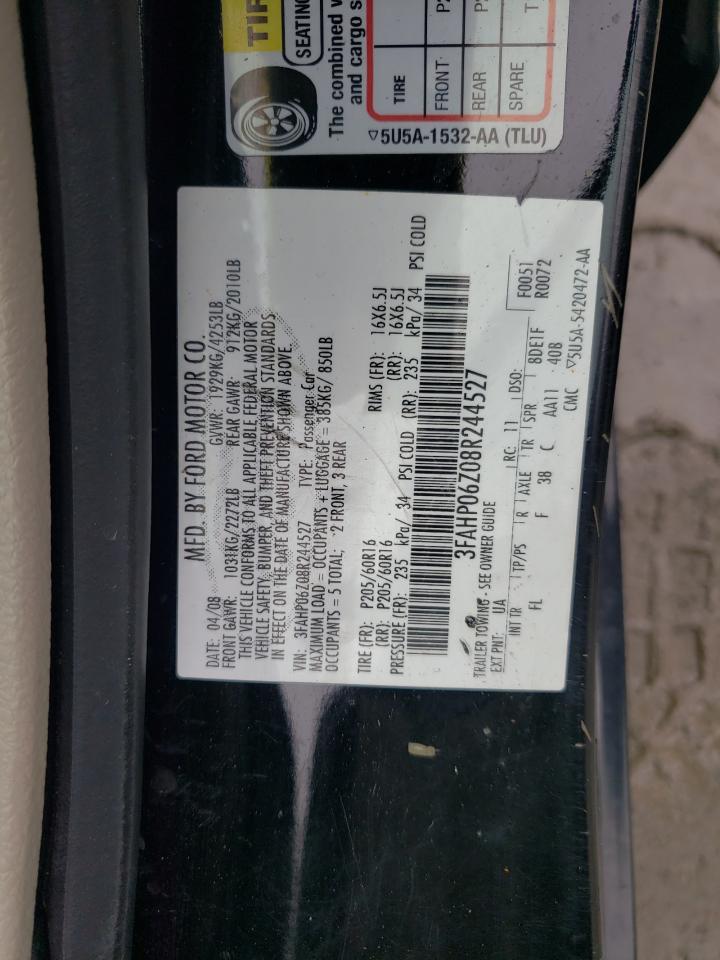 TIR
SEATING
The combined
and cargo
TIRE
FRONT
REAR
SPARE
▽5U5A-1532-AA (TLU)
MFD. BY FORD MOTOR CO.
DATE: 04/08 GVWR: 1929KG/4253LB
FRONT GAWR: 1031KG/2272LB REAR GAWR: 912KG/2010LB
THIS VEHICLE CONFORMS TO ALL APPLICABLE FEDERAL MOTOR
VEHICLE SAFETY, BUMPER, AND THEFT PREVENTION STANDARDS
IN EFFECT ON THE DATE OF MANUFACTURE SHOWN ABOVE.
VIN: 3FAHP06Z08R244527 TYPE: Passenger Car
MAXIMUM LOAD = OCCUPANTS + LUGGAGE = 385KG/ 850LB
OCCUPANTS = 5 TOTAL; 2 FRONT, 3 REAR
TIRE (FR): P205/60R16 RIMS (FR): 16X6.5J
(RR): P205/60R16 (RR): 16X6.5J
PRESSURE (FR): 235 kPa/ 34 PSI COLD (RR): 235 kPa/ 34 PSI COLD
3FAHP06Z08R244527
TRAILER TOWING - SEE OWNER GUIDE
EXT PNT: UA RC: 11 DSO: F0051
R0072
INT TR TP/PS R AXLE TR SPR 8DE1F
FL F 38 C AA11 40B
CMC ▽5U5A-5420472-AA